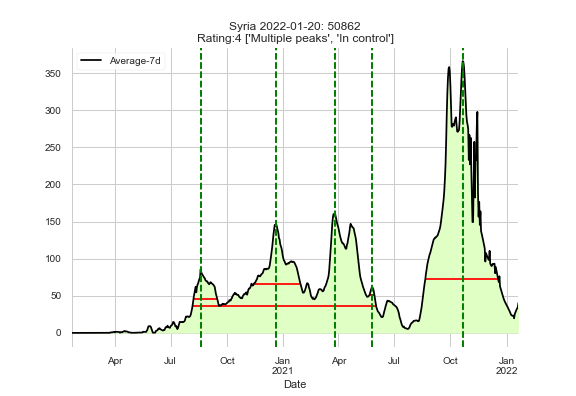 Syria 2022-01-20: 50862
Rating:4 ['Multiple peaks', 'In control']
Average-7d
350
300
250
200
150
100
50
0
Apr Jul Oct Jan Apr Jul Oct Jan
2021 2022
Date